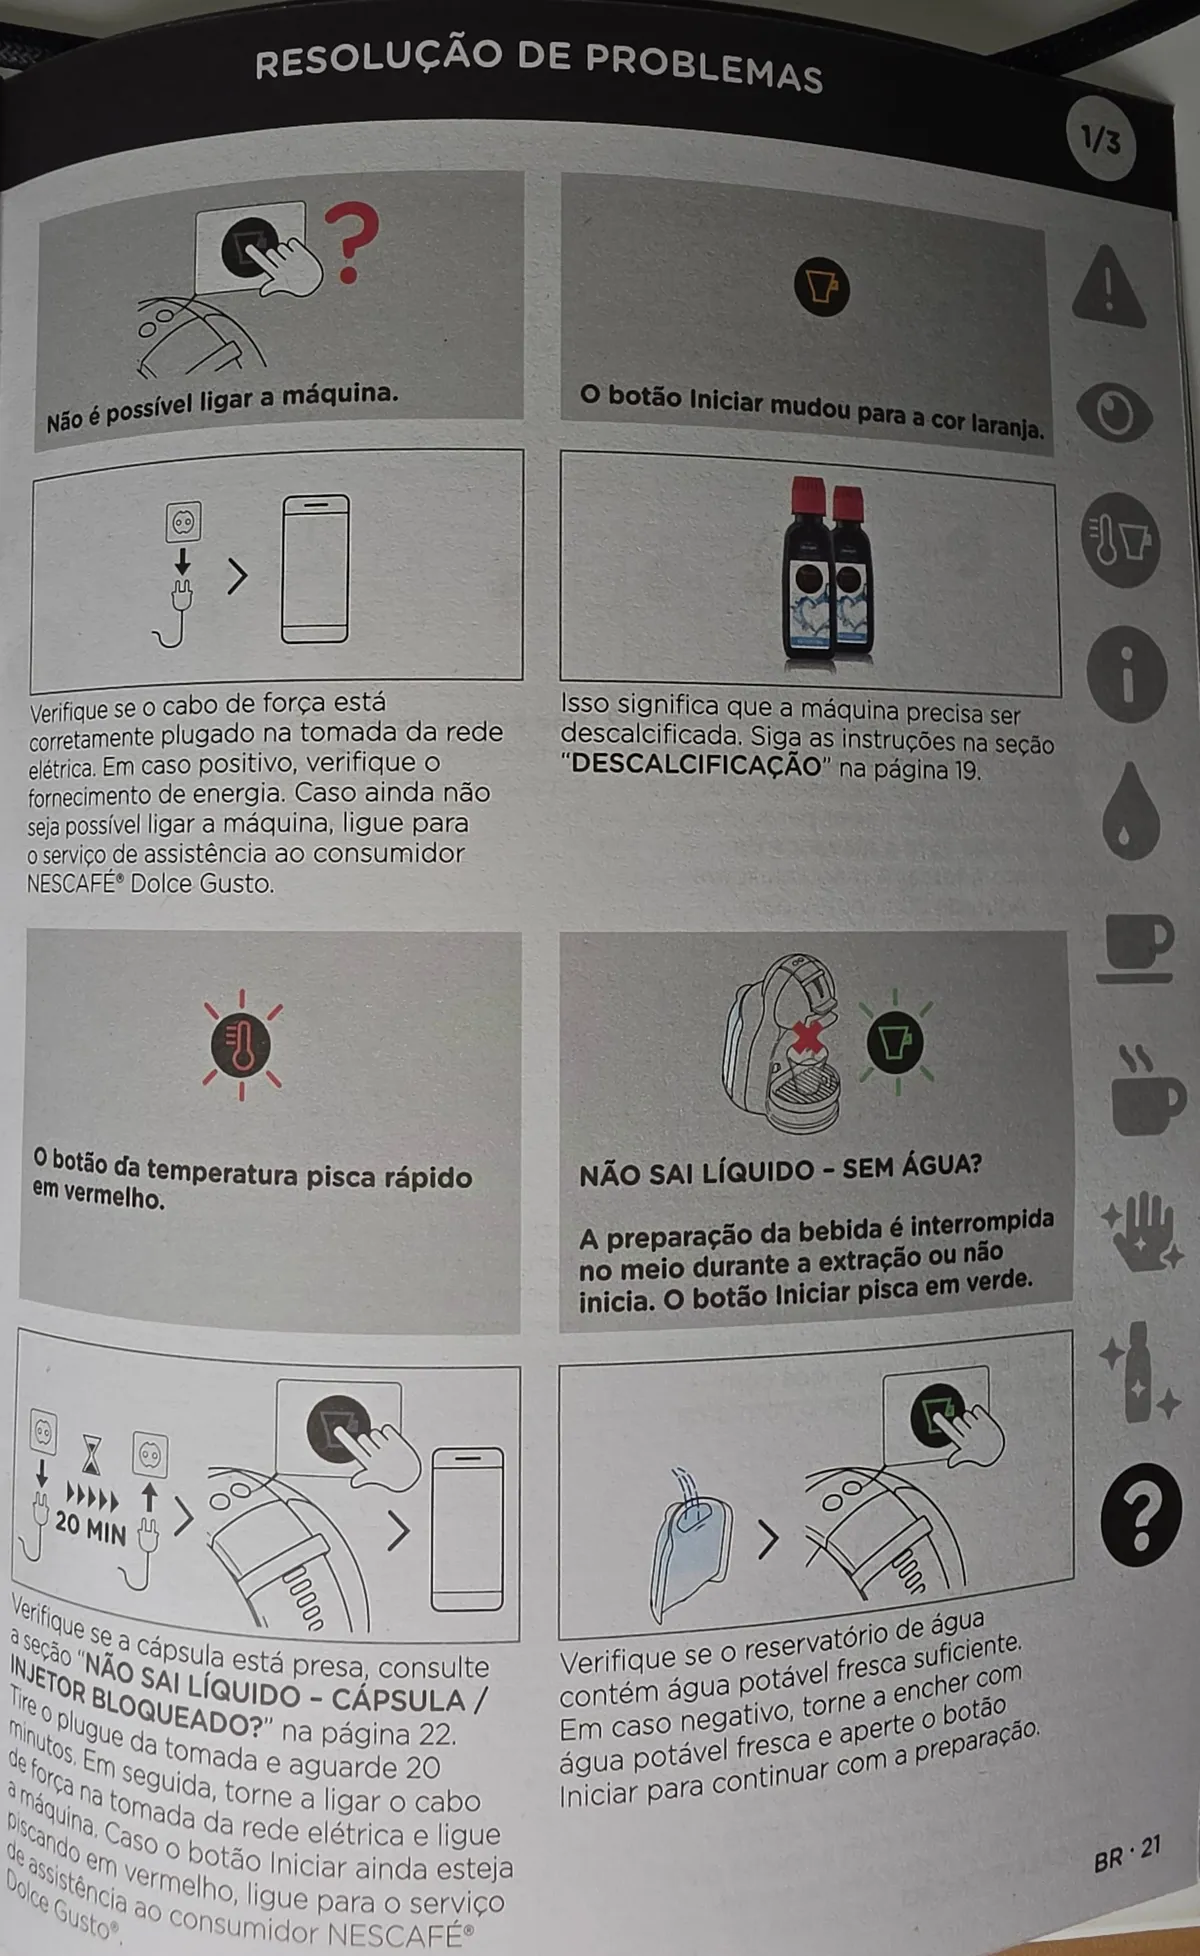 RESOLUÇÃO DE PROBLEMAS
1/3
Não é possível ligar a máquina.
O botão Iniciar mudou para a cor laranja.
Verifique se o cabo de força está
corretamente plugado na tomada da rede
elétrica. Em caso positivo, verifique o
fornecimento de energia. Caso ainda não
seja possível ligar a máquina, ligue para
o serviço de assistência ao consumidor
NESCAFÉ® Dolce Gusto.
Isso significa que a máquina precisa ser
descalcificada. Siga as instruções na seção
“DESCALCIFICAÇÃO” na página 19.
O botão da temperatura pisca rápido
em vermelho.
NÃO SAI LÍQUIDO – SEM ÁGUA?
A preparação da bebida é interrompida
no meio durante a extração ou não
inicia. O botão Iniciar pisca em verde.
20 MIN
Verifique se a cápsula está presa, consulte
a seção “NÃO SAI LÍQUIDO – CÁPSULA /
INJETOR BLOQUEADO?” na página 22.
Tire o plugue da tomada e aguarde 20
minutos. Em seguida, torne a ligar o cabo
de força na tomada da rede elétrica e ligue
a máquina. Caso o botão Iniciar ainda esteja
piscando em vermelho, ligue para o serviço
de assistência ao consumidor NESCAFÉ®
Dolce Gusto®.
Verifique se o reservatório de água
contém água potável fresca suficiente.
Em caso negativo, torne a encher com
água potável fresca e aperte o botão
Iniciar para continuar com a preparação.
BR · 21